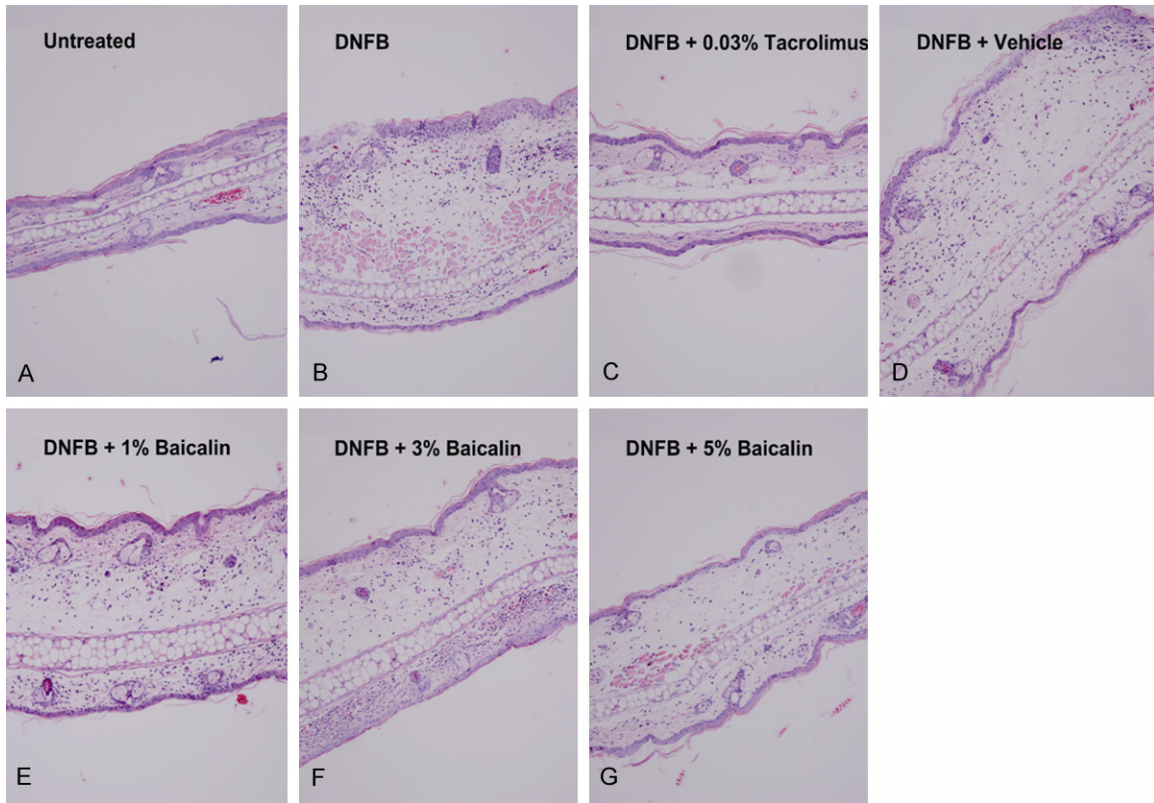 Untreated
DNFB
DNFB + 0.03% Tacrolimus
DNFB + Vehicle
A
B
C
D
DNFB + 1% Baicalin
DNFB + 3% Baicalin
DNFB + 5% Baicalin
E
F
G